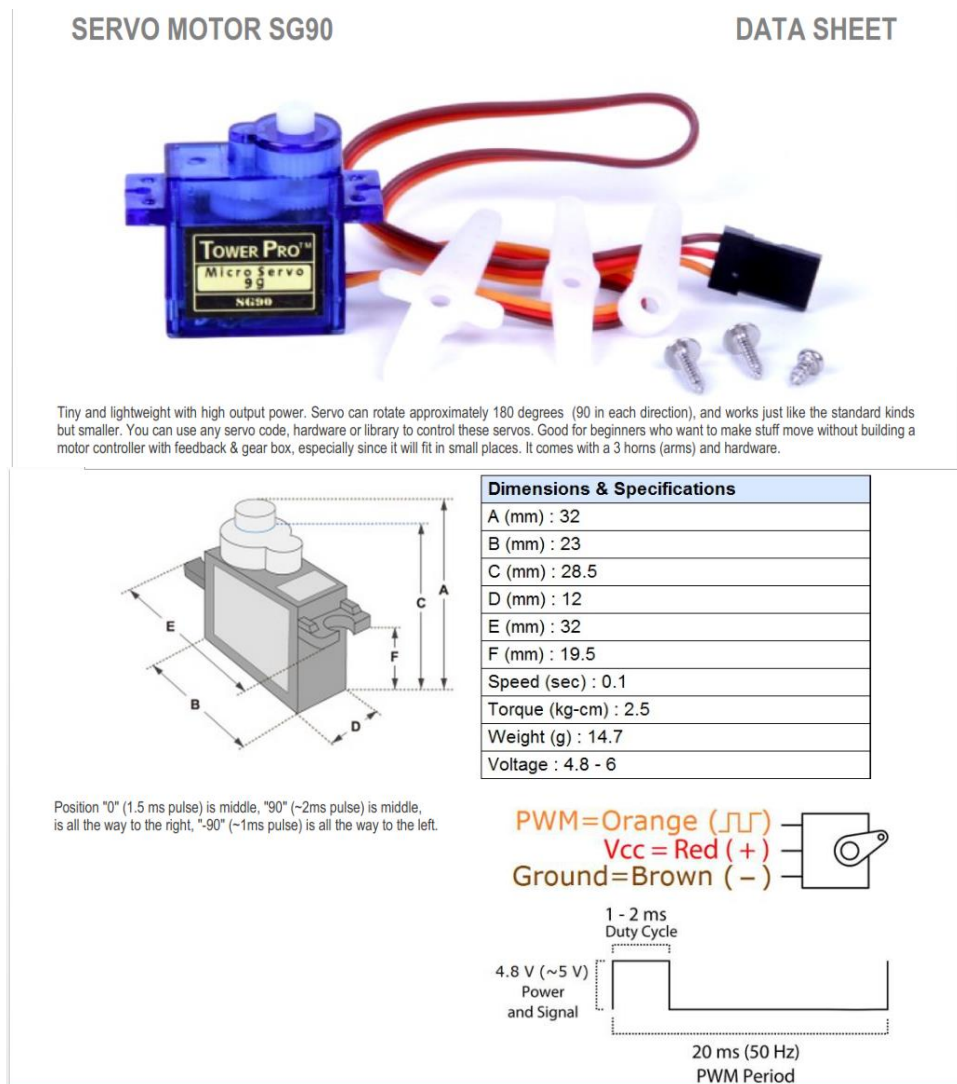 SERVO MOTOR SG90
DATA SHEET
TOWER PRO™
Micro Servo
9g
SG90
Tiny and lightweight with high output power. Servo can rotate approximately 180 degrees (90 in each direction), and works just like the standard kinds
but smaller. You can use any servo code, hardware or library to control these servos. Good for beginners who want to make stuff move without building a
motor controller with feedback & gear box, especially since it will fit in small places. It comes with a 3 horns (arms) and hardware.
A
C
E
F
B
D
Dimensions & Specifications
A (mm) : 32
B (mm) : 23
C (mm) : 28.5
D (mm) : 12
E (mm) : 32
F (mm) : 19.5
Speed (sec) : 0.1
Torque (kg-cm) : 2.5
Weight (g) : 14.7
Voltage : 4.8 - 6
Position "0" (1.5 ms pulse) is middle, "90" (~2ms pulse) is middle,
is all the way to the right, "-90" (~1ms pulse) is all the way to the left.
PWM=Orange (⎍⎍)
Vcc = Red (+)
Ground=Brown (−)
1 - 2 ms
Duty Cycle
4.8 V (~5 V)
Power
and Signal
20 ms (50 Hz)
PWM Period